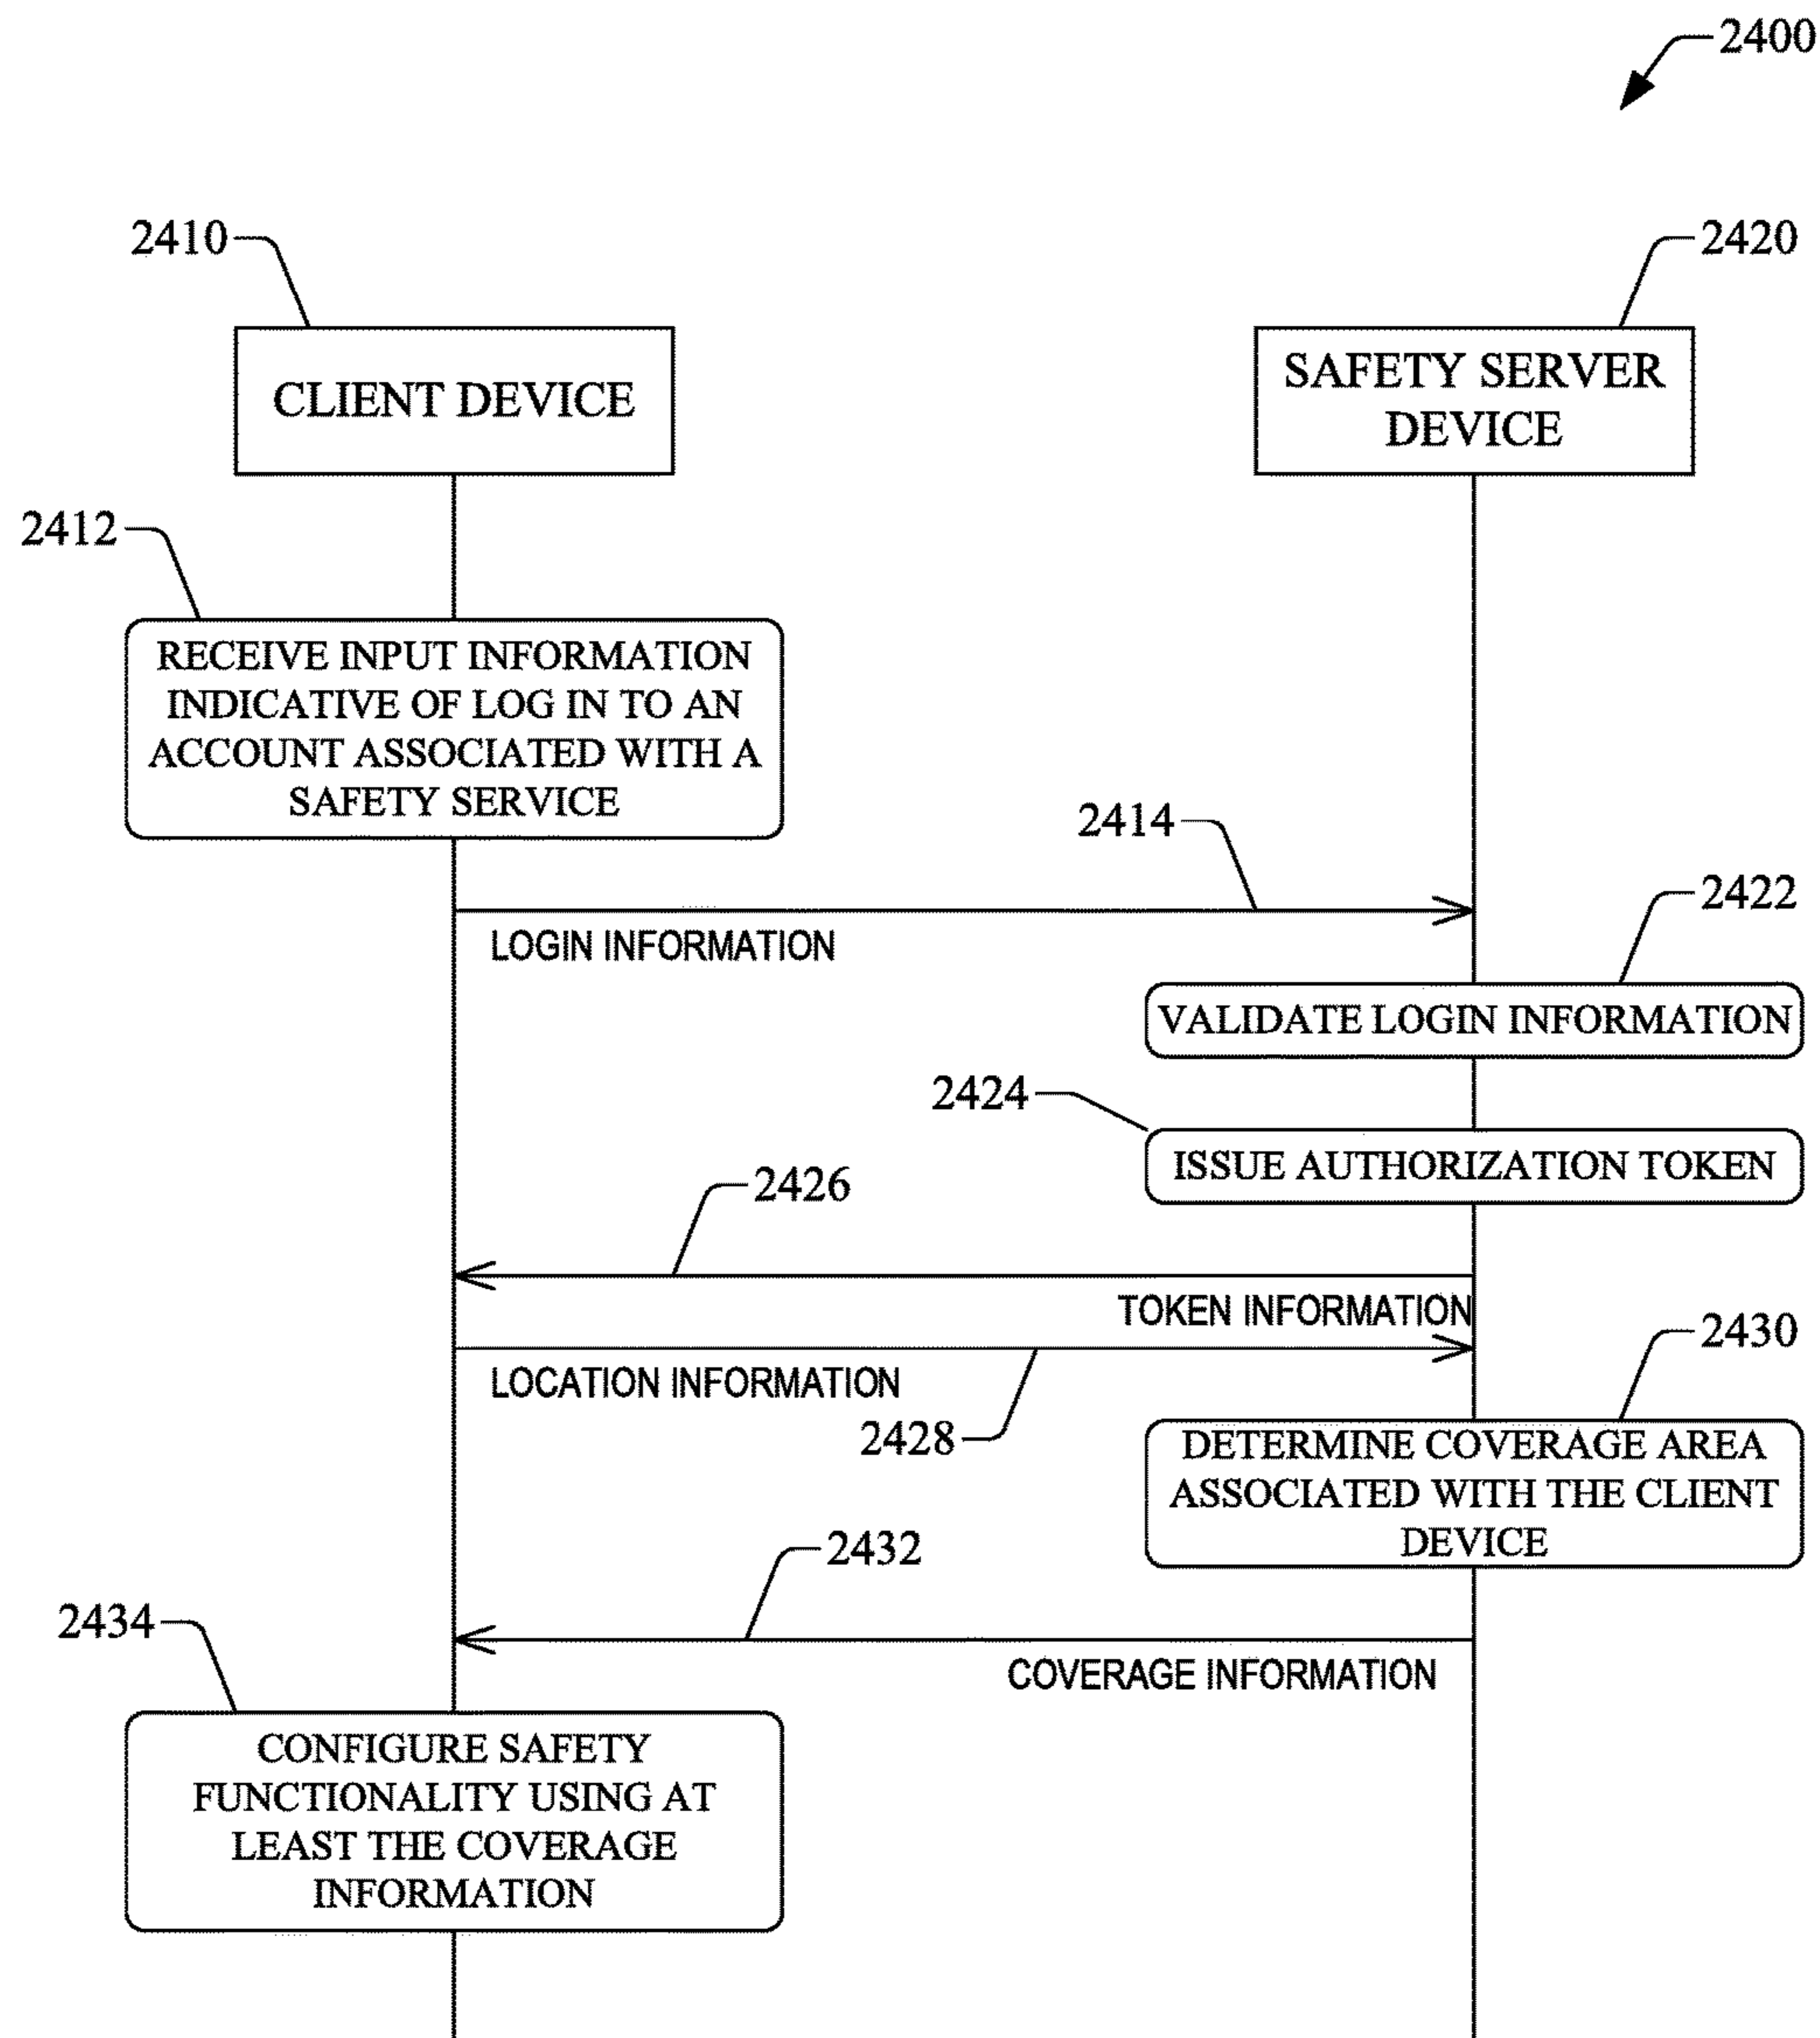 2400
2410
2420
CLIENT DEVICE
SAFETY SERVER
DEVICE
2412
RECEIVE INPUT INFORMATION
INDICATIVE OF LOG IN TO AN
ACCOUNT ASSOCIATED WITH A
SAFETY SERVICE
2414
LOGIN INFORMATION
2422
VALIDATE LOGIN INFORMATION
2424
ISSUE AUTHORIZATION TOKEN
2426
TOKEN INFORMATION
LOCATION INFORMATION
2428
2430
DETERMINE COVERAGE AREA
ASSOCIATED WITH THE CLIENT
DEVICE
2432
COVERAGE INFORMATION
2434
CONFIGURE SAFETY
FUNCTIONALITY USING AT
LEAST THE COVERAGE
INFORMATION